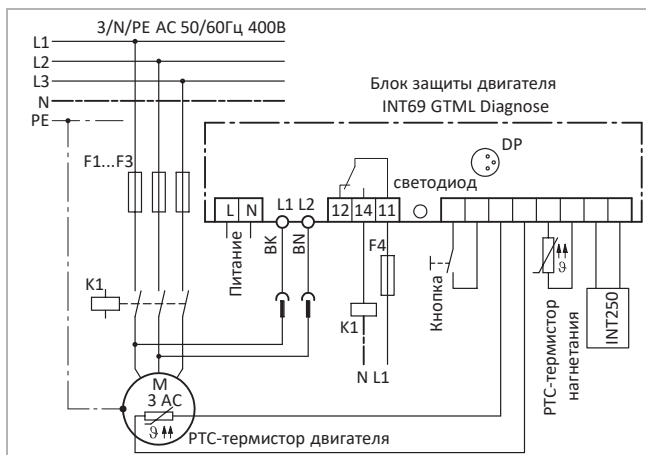 3/N/PE AC 50/60Гц 400В
L1
L2
L3
N
PE
Блок защиты двигателя
INT69 GTML Diagnose
DP
F1...F3
светодиод
L N
L1 L2
12 14 11
Питание
BK
BN
F4
K1
K1
N L1
Кнопка
РТС-термистор
нагнетания
ϑ
INT250
M
3 AC
ϑ
РТС-термистор двигателя